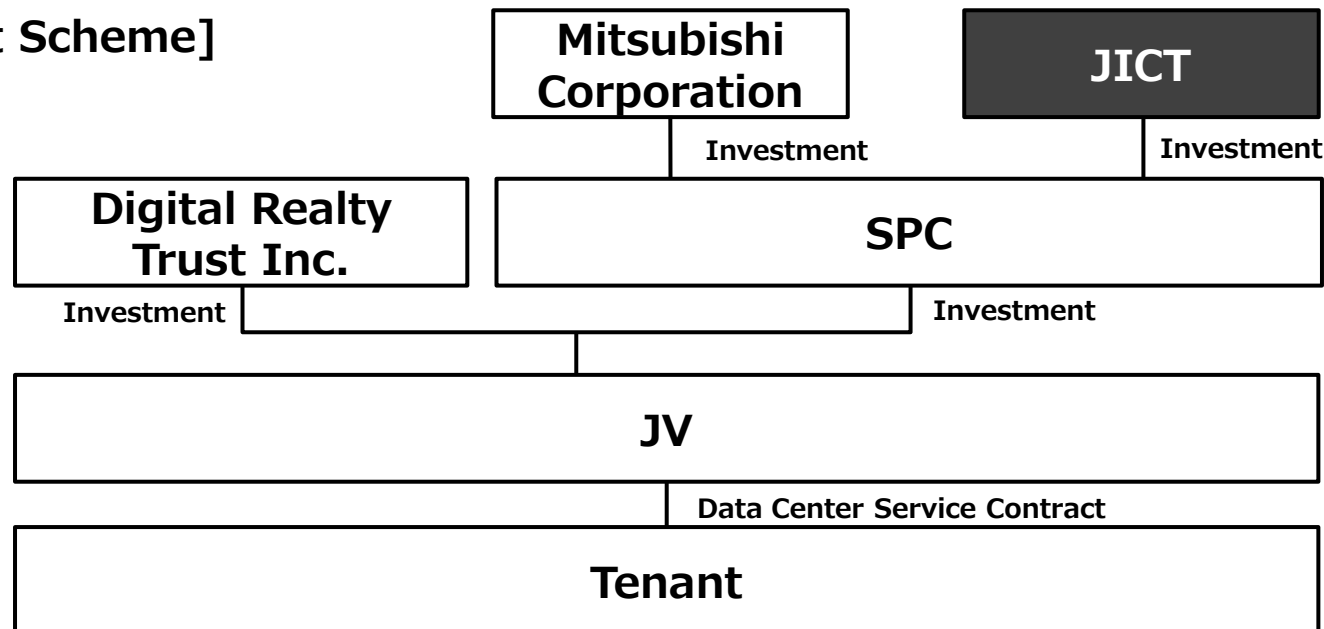 t Scheme]
Mitsubishi
Corporation
JICT
Investment
Investment
Digital Realty
Trust Inc.
SPC
Investment
Investment
JV
Data Center Service Contract
Tenant